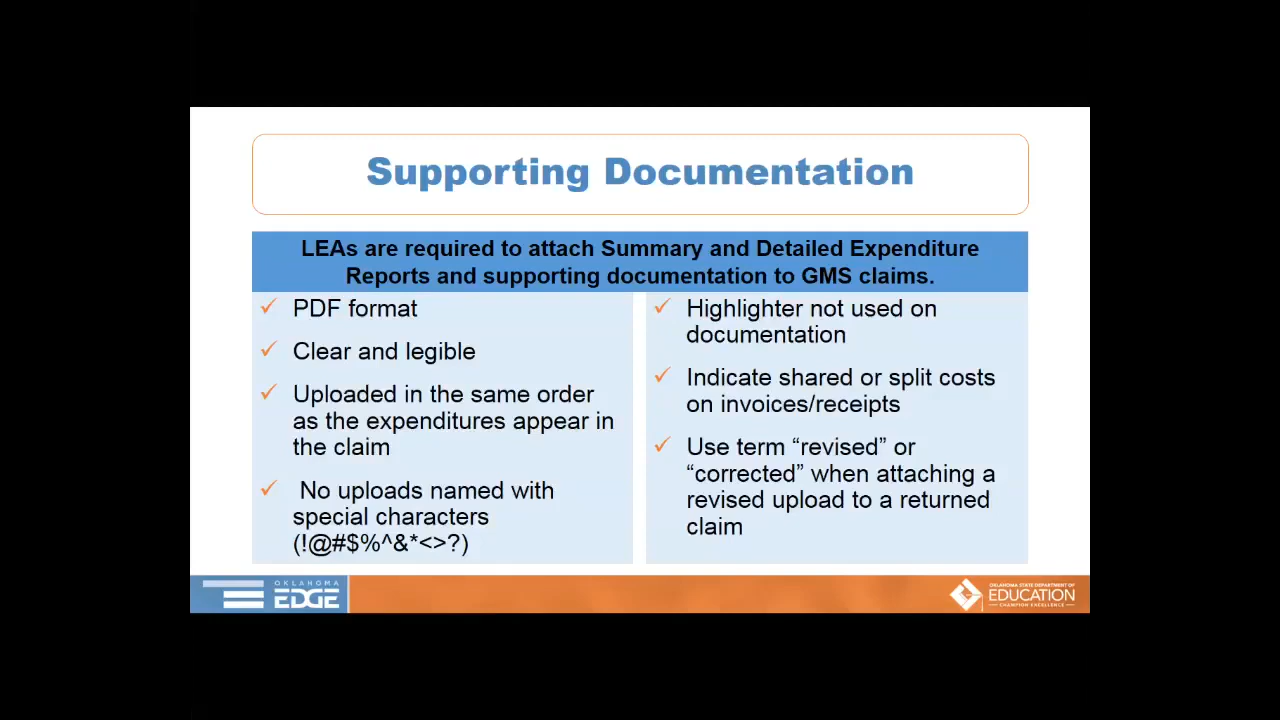 Supporting Documentation
LEAs are required to attach Summary and Detailed Expenditure
Reports and supporting documentation to GMS claims.
PDF format
Clear and legible
Uploaded in the same order
as the expenditures appear in
the claim
No uploads named with
special characters
(!@#$%^&*<>?)
Highlighter not used on
documentation
Indicate shared or split costs
on invoices/receipts
Use term “revised” or
“corrected” when attaching a
revised upload to a returned
claim
OKLAHOMA
EDGE
OKLAHOMA STATE DEPARTMENT OF
EDUCATION
CHAMPION EXCELLENCE